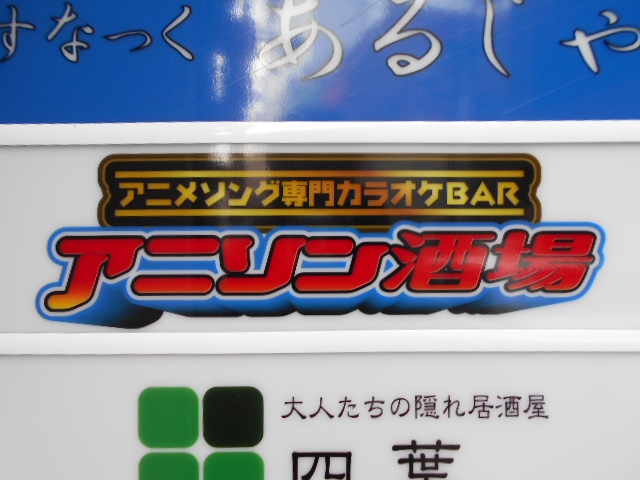 すなっく あるじゃ
アニメソング専門カラオケBAR
アニソン酒場
大人たちの隠れ居酒屋
四葉